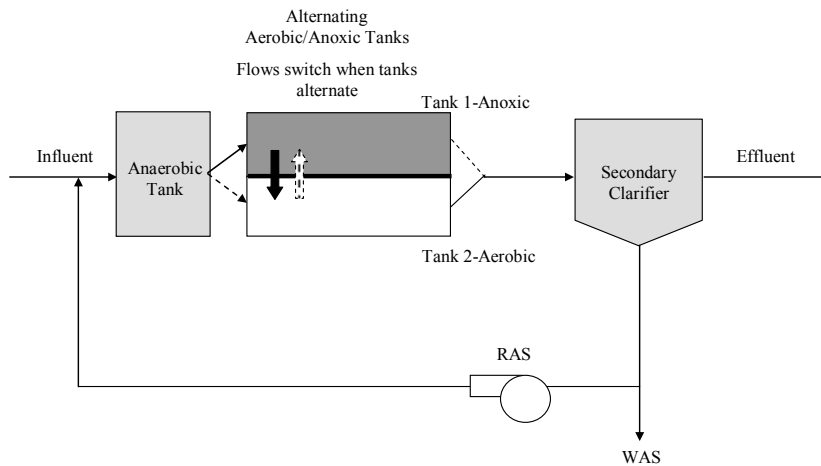 Alternating
Aerobic/Anoxic Tanks
Flows switch when tanks
alternate
Tank 1-Anoxic
Influent
Anaerobic
Tank
Secondary
Clarifier
Effluent
Tank 2-Aerobic
RAS
WAS